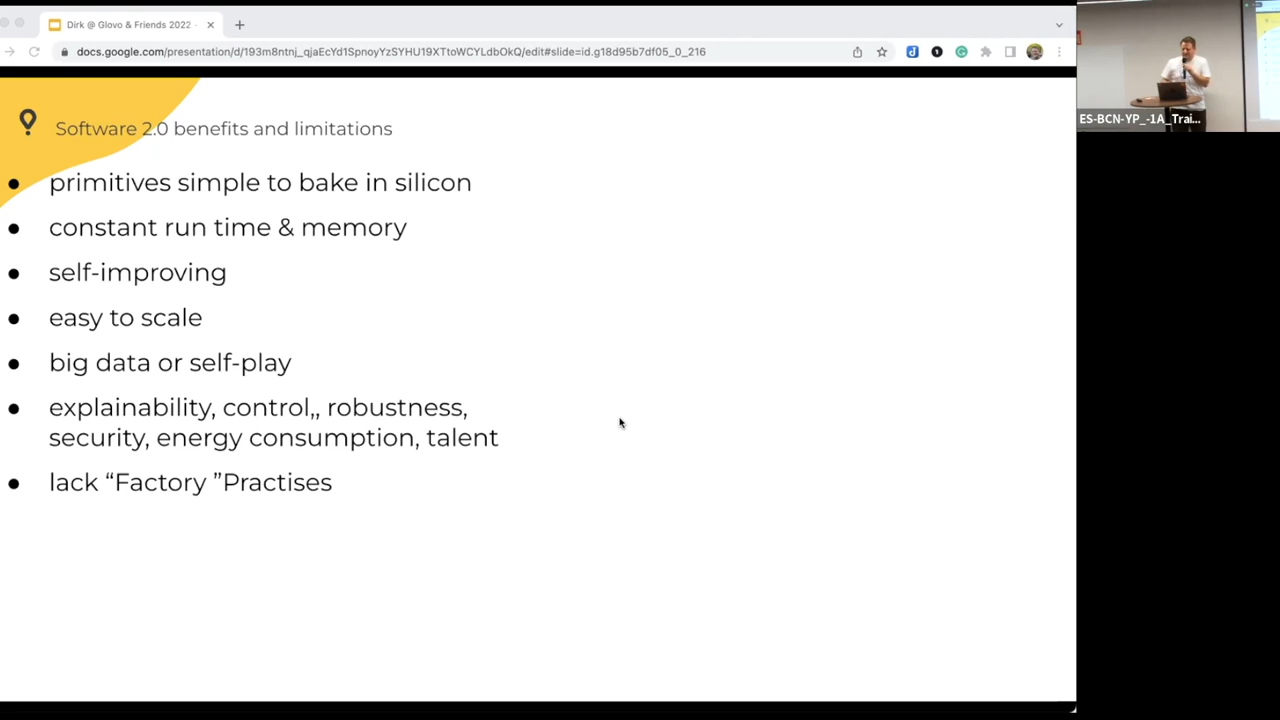 Dirk @ Glovo & Friends 2022
docs.google.com/presentation/d/193m8ntnj_qjaEcYd1SpnoyYzSYHU19XTtoWCYLdbOkQ/edit#slide=id.g18d95b7df05_0_216
Software 2.0 benefits and limitations
● primitives simple to bake in silicon
● constant run time & memory
● self-improving
● easy to scale
● big data or self-play
● explainability, control,, robustness,
security, energy consumption, talent
● lack “Factory ”Practises
ES-BCN-YP_-1A_Trai...